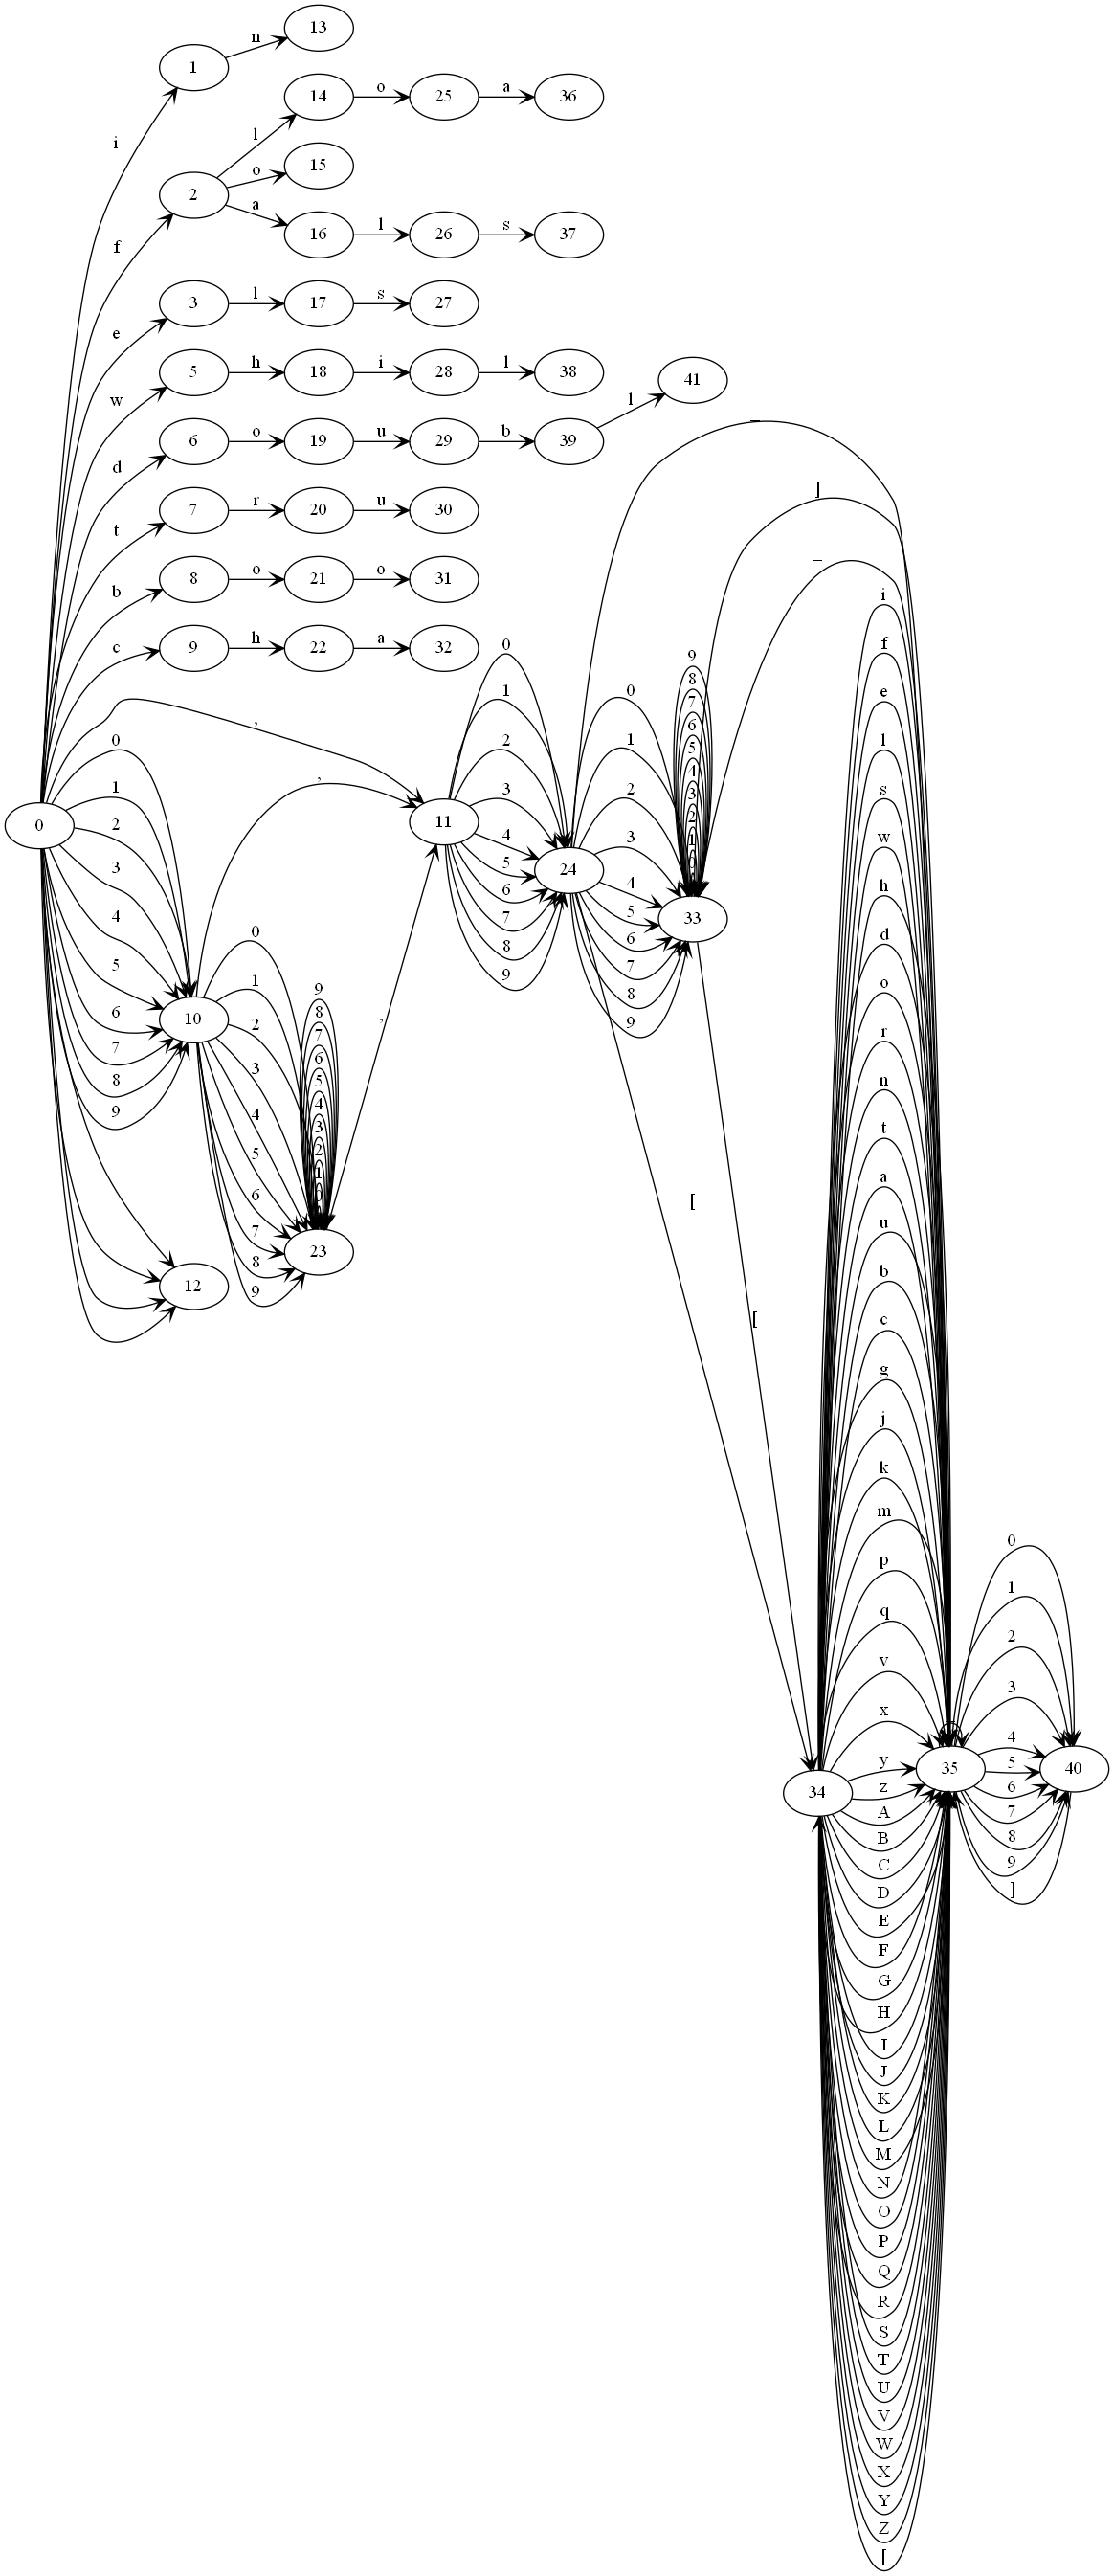 13
n
1
i
14
o
25
a
36
l
15
o
2
a
16
l
26
s
37
f
3
l
17
s
27
e
5
h
18
i
28
l
38
w
41
l
6
o
19
u
29
b
39
d
7
r
20
u
30
t
8
o
21
o
31
b
9
h
22
a
32
c
_
]
_
,
0
1
2
3
4
5
6
7
8
9
0
,
10
0
1
2
3
4
5
6
7
8
9
9
8
7
6
5
4
3
2
1
0
23
12
,
11
0
1
2
3
4
5
6
7
8
9
24
0
1
2
3
4
5
6
7
8
9
9
8
7
6
5
4
3
2
1
0
33
[
[
i
f
e
l
s
w
h
d
o
r
n
t
a
u
b
c
g
j
k
m
p
q
v
x
y
z
A
B
C
D
E
F
G
H
I
J
K
L
M
N
O
P
Q
R
S
T
U
V
W
X
Y
Z
[
34
35
0
1
2
3
4
5
6
7
8
9
]
40